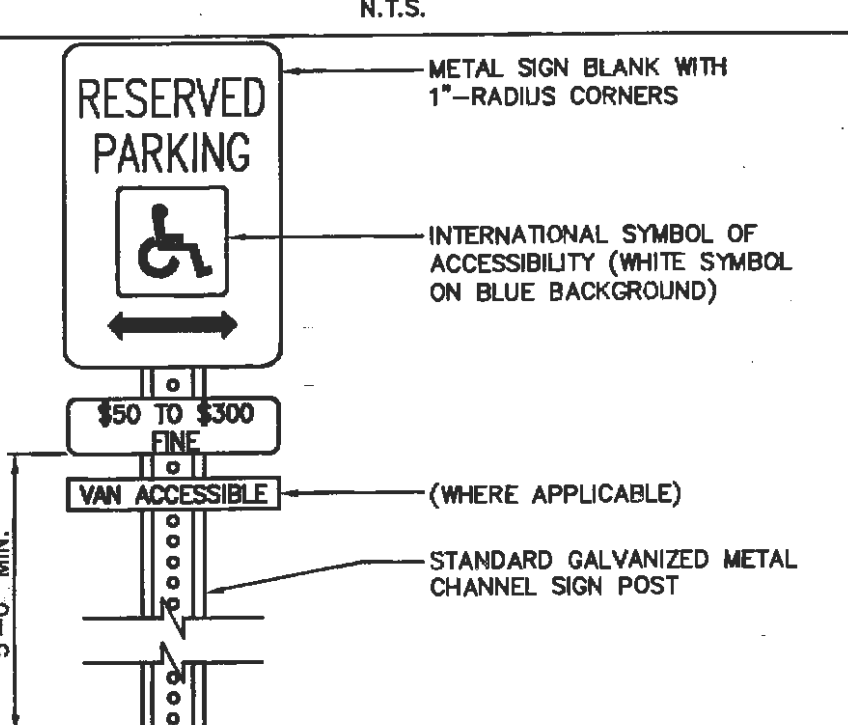 N.T.S.
RESERVED
PARKING
METAL SIGN BLANK WITH
1"-RADIUS CORNERS
INTERNATIONAL SYMBOL OF
ACCESSIBILITY (WHITE SYMBOL
ON BLUE BACKGROUND)
$50 TO $300
FINE
VAN ACCESSIBLE
(WHERE APPLICABLE)
STANDARD GALVANIZED METAL
CHANNEL SIGN POST
MIN.